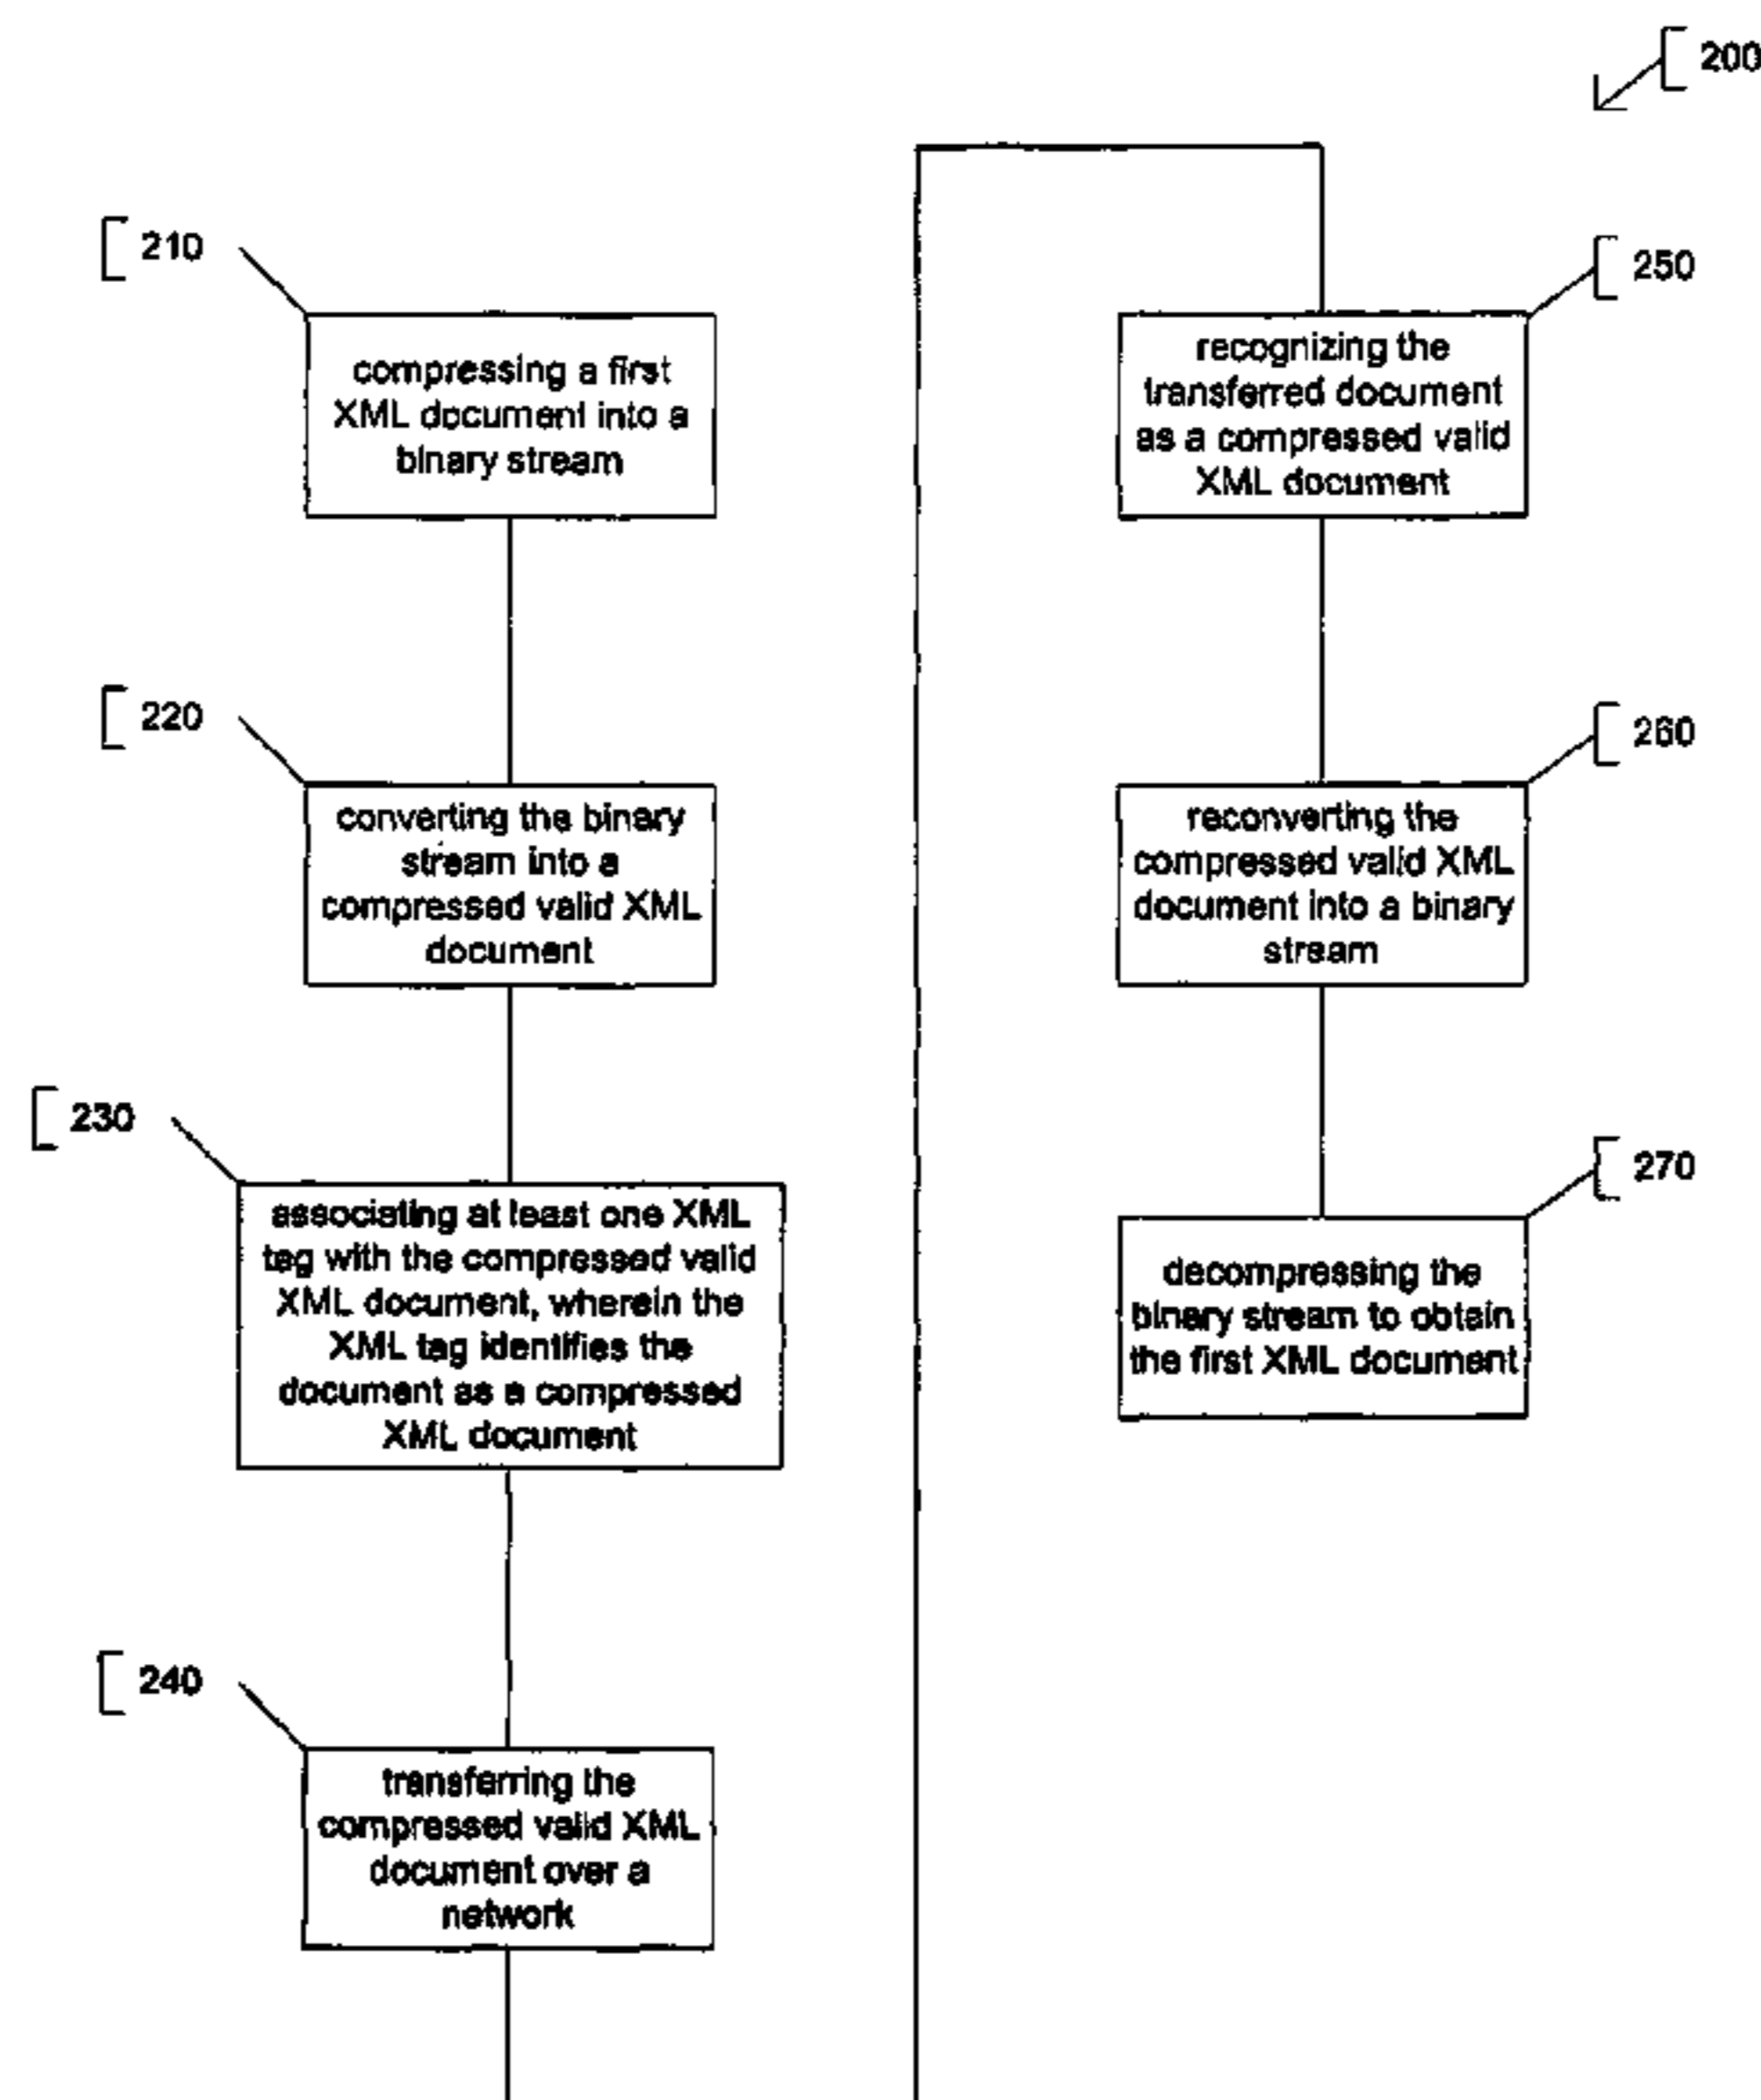 200
210
compressing a first
XML document into a
binary stream
220
converting the binary
stream into a
compressed valid XML
document
230
associating at least one XML
tag with the compressed valid
XML document, wherein the
XML tag identifies the
document as a compressed
XML document
240
transferring the
compressed valid XML
document over a
network
250
recognizing the
transferred document
as a compressed valid
XML document
260
reconverting the
compressed valid XML
document into a binary
stream
270
decompressing the
binary stream to obtain
the first XML document